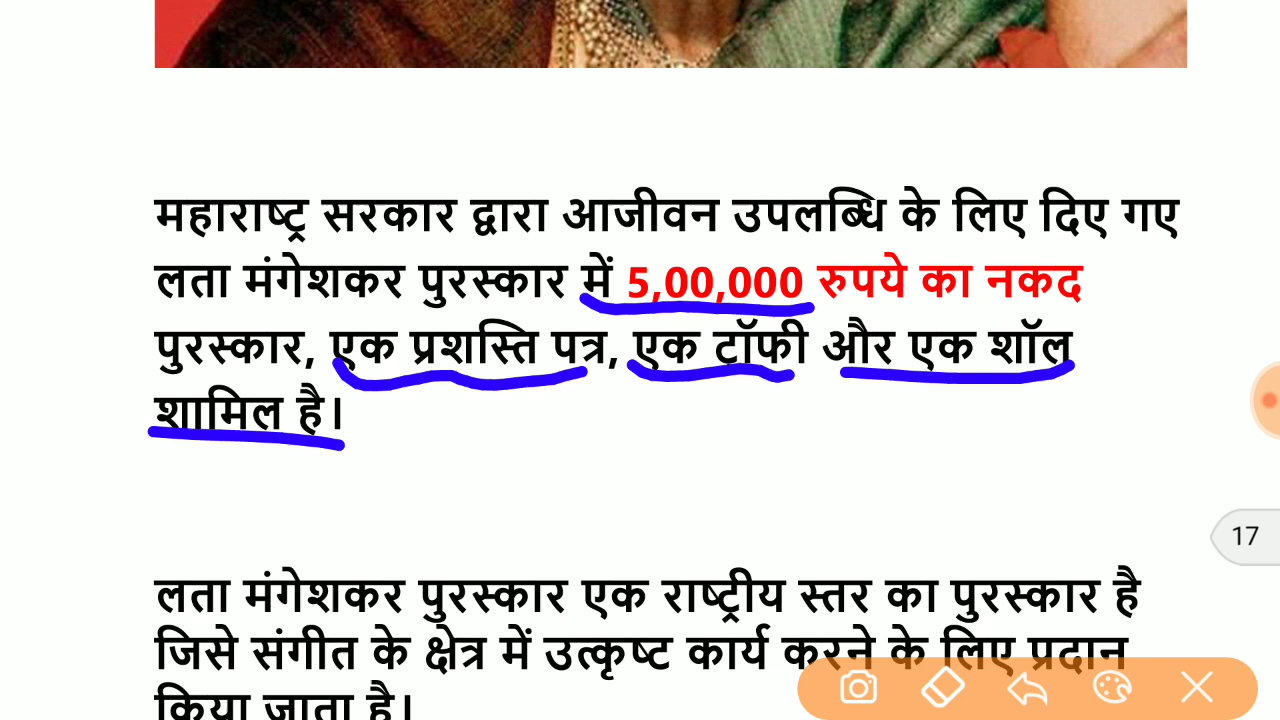 महाराष्ट्र सरकार द्वारा आजीवन उपलब्धि के लिए दिए गए
लता मंगेशकर पुरस्कार में 5,00,000 रुपये का नकद
पुरस्कार, एक प्रशस्ति पत्र, एक टॉफी और एक शॉल
शामिल है।
17
लता मंगेशकर पुरस्कार एक राष्ट्रीय स्तर का पुरस्कार है
जिसे संगीत के क्षेत्र में उत्कृष्ट कार्य करने के लिए प्रदान
किया जाता है।